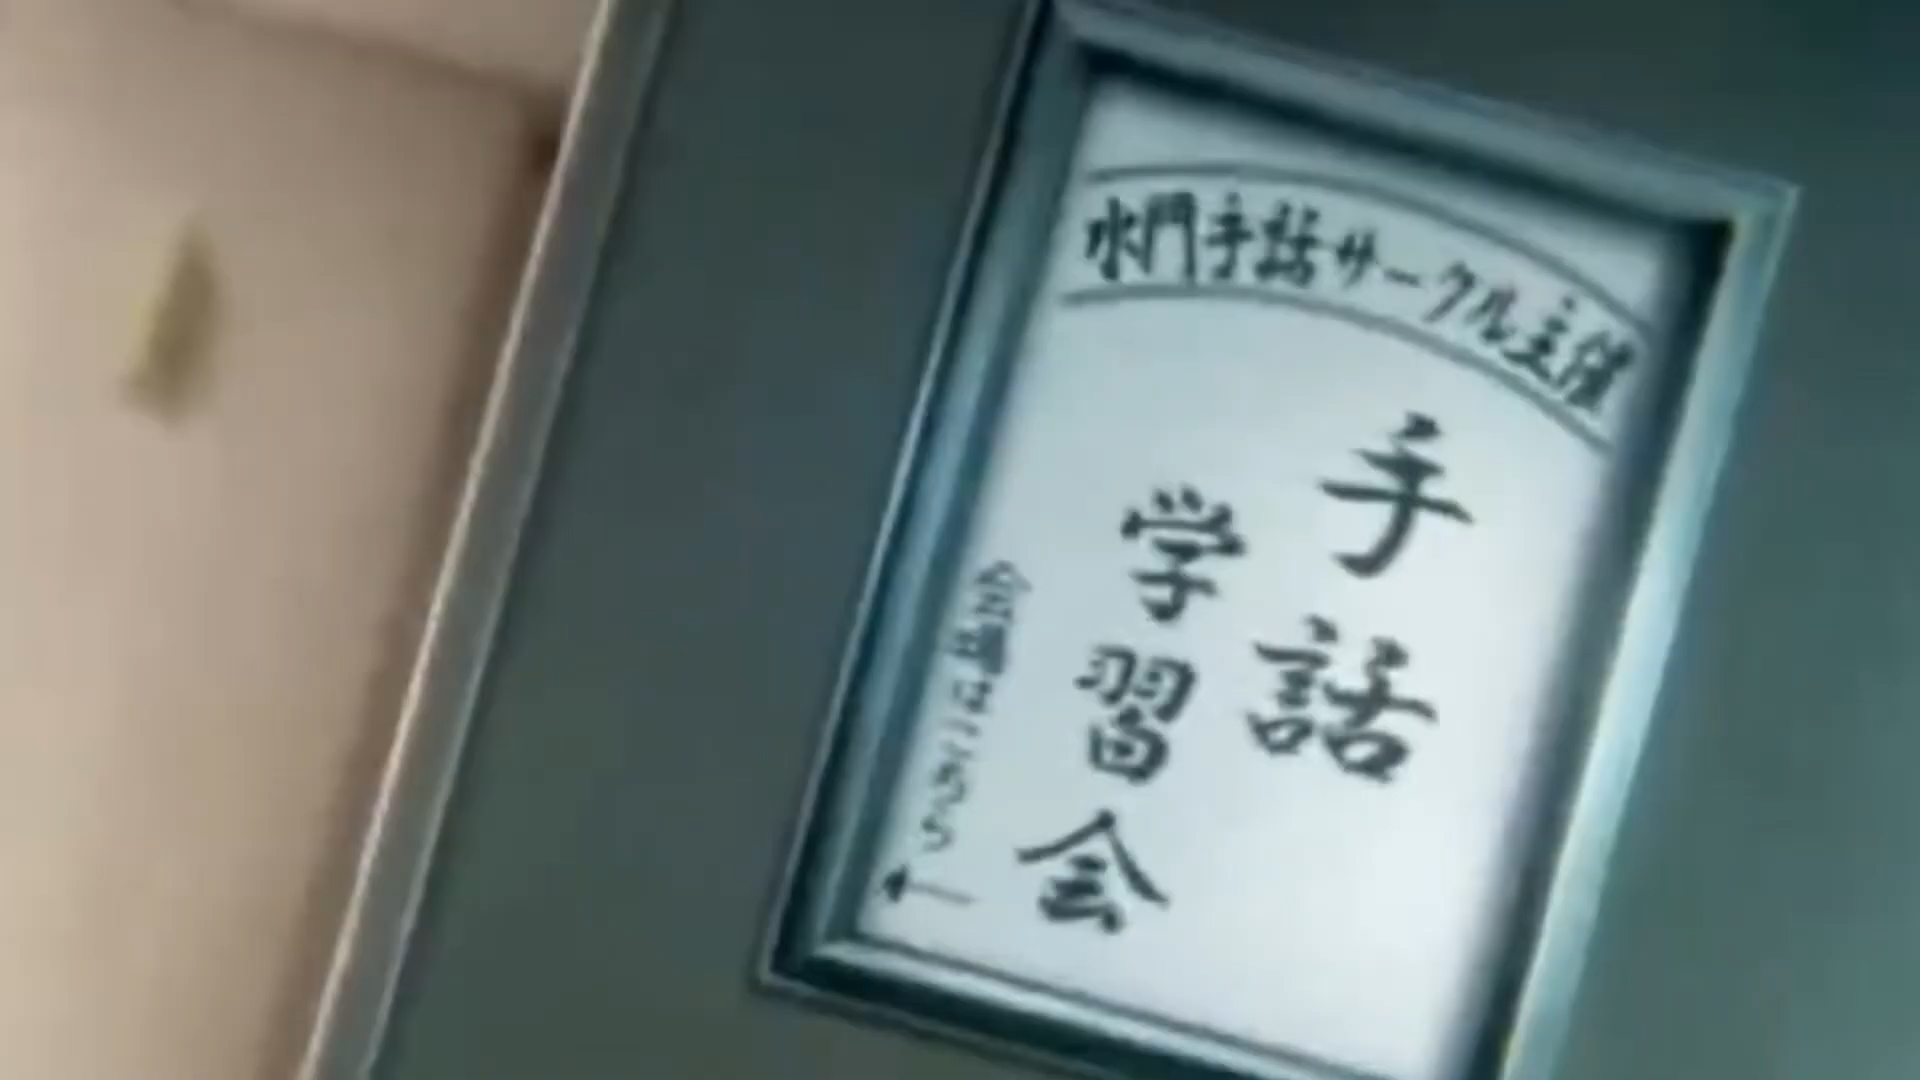 水門手話サークル主催
手話
学習会
会場はこちら
←